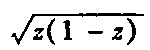 √z(1 − z)